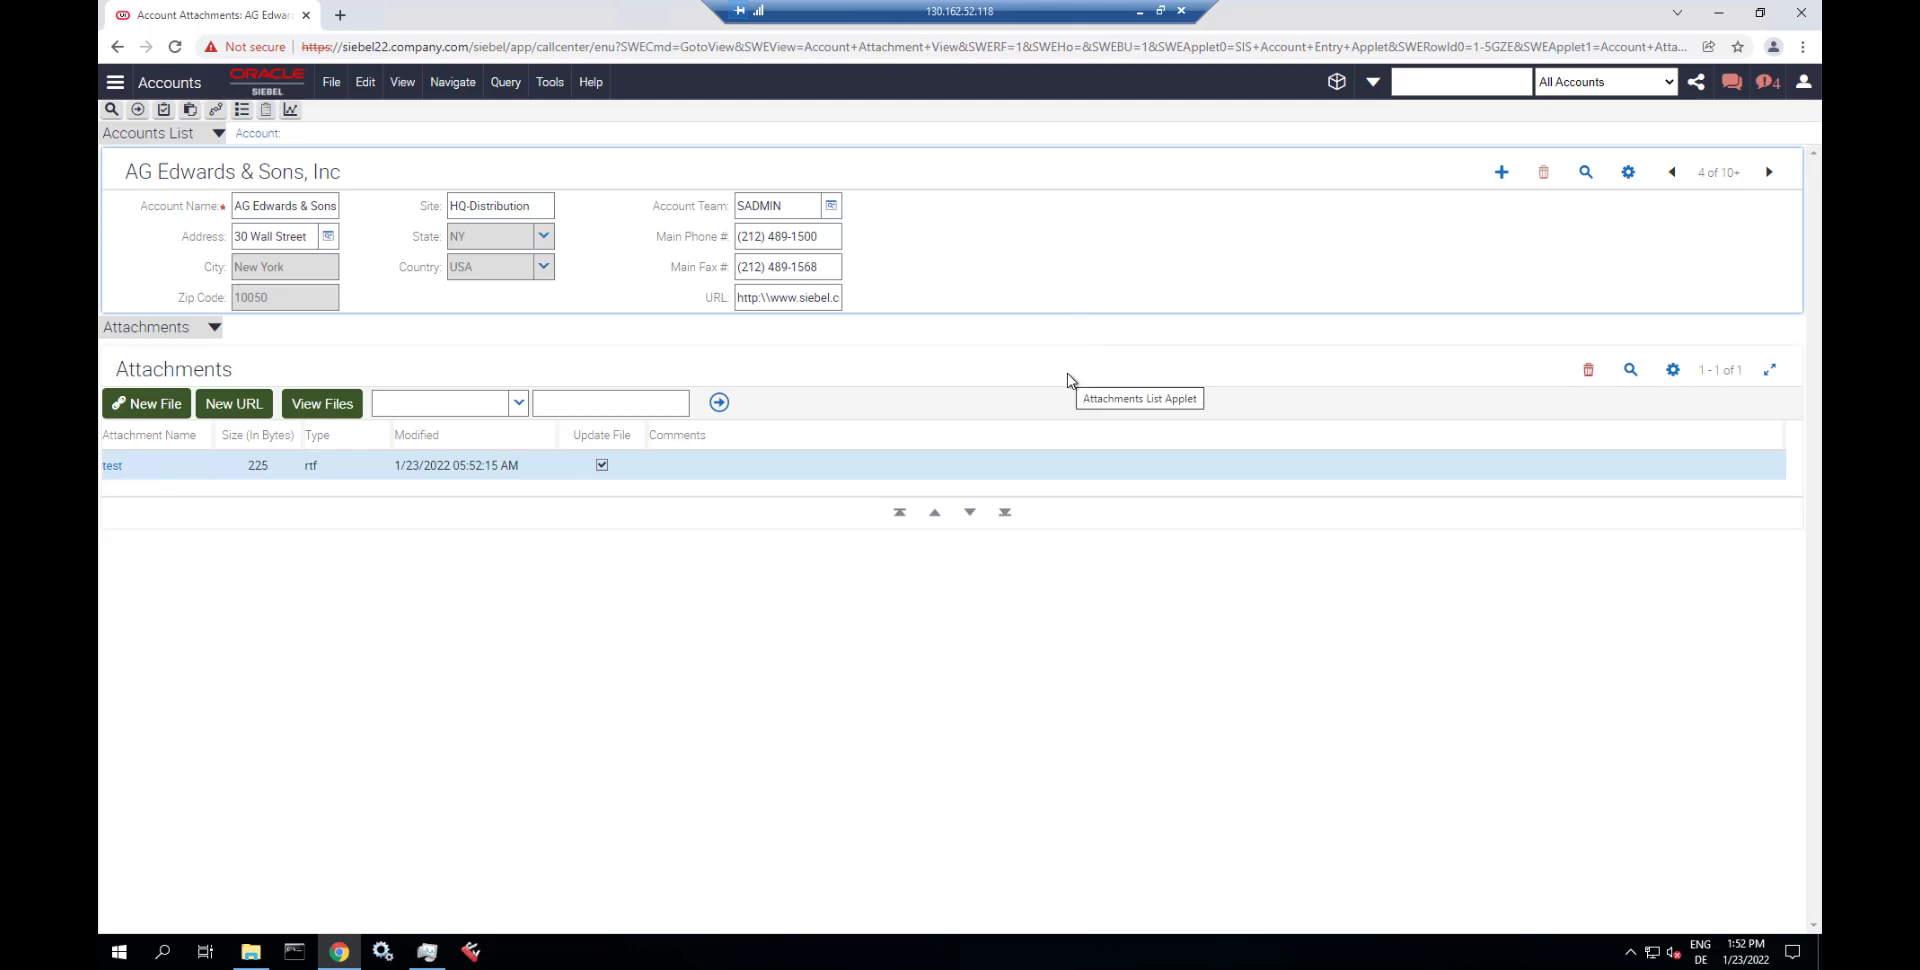 Account Attachments: AG Edwar
130.162.52.118
Not secure
https://siebel22.company.com/siebel/app/callcenter/enu?SWECmd=GotoView&SWEView=Account+Attachment+View&SWERF=1&SWEHo=&SWEBU=1&SWEApplet0=SIS+Account+Entry+Applet&SWERowId0=1-5GZE&SWEApplet1=Account+Atta...
Accounts
ORACLE
SIEBEL
File Edit View Navigate Query Tools Help
All Accounts
4
Accounts List
Account:
AG Edwards & Sons, Inc
4 of 10+
Account Name:* AG Edwards & Sons Site: HQ-Distribution Account Team: SADMIN
Address: 30 Wall Street State: NY Main Phone #: (212) 489-1500
City: New York Country: USA Main Fax #: (212) 489-1568
Zip Code: 10050 URL: http:\\www.siebel.c
Attachments
Attachments
1 - 1 of 1
New File New URL View Files
Attachments List Applet
Attachment Name Size (In Bytes) Type Modified Update File Comments
test 225 rtf 1/23/2022 05:52:15 AM
ENG 1:52 PM
DE 1/23/2022